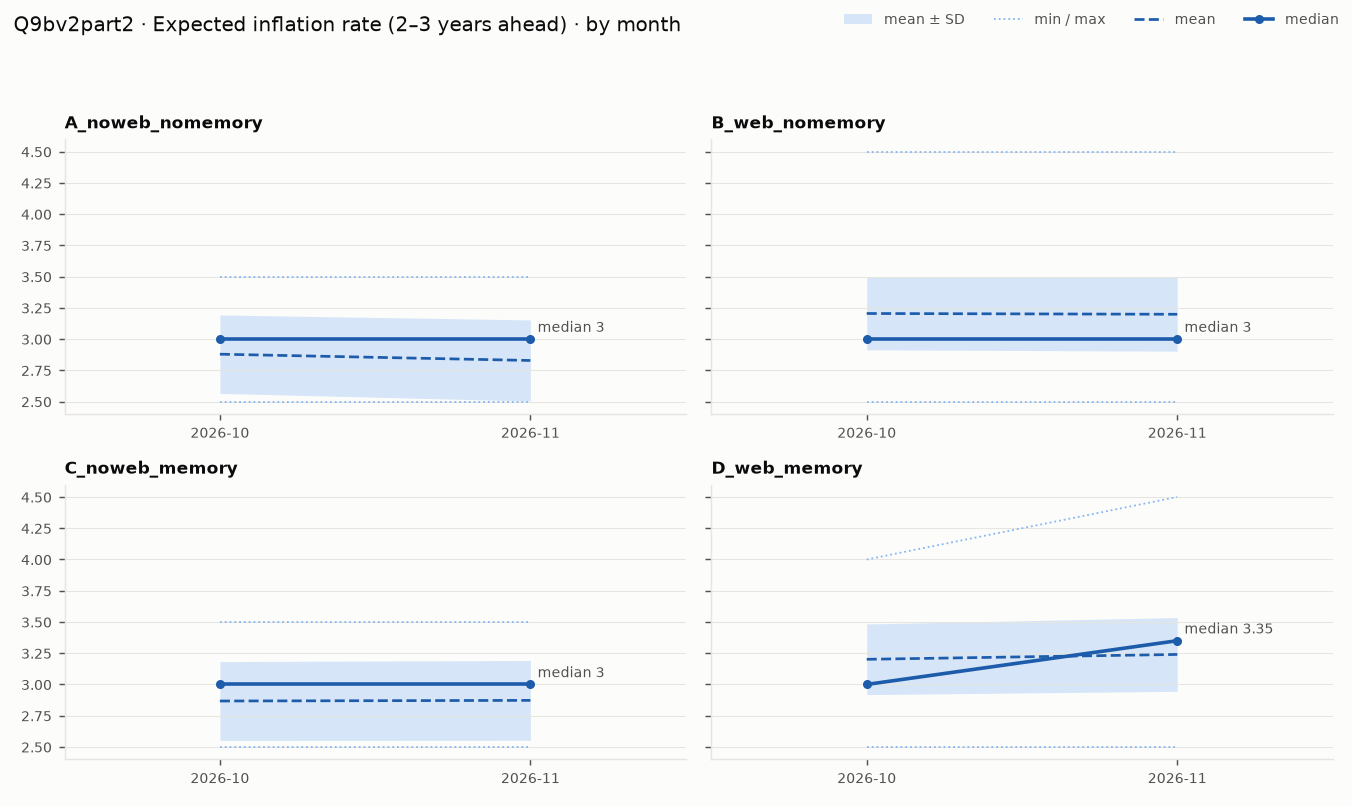 Q9bv2part2 · Expected inflation rate (2–3 years ahead) · by month
mean ± SD
min / max
mean
median
A_noweb_nomemory
4.50
4.25
4.00
3.75
3.50
3.25
3.00
2.75
2.50
median 3
2026-10
2026-11
B_web_nomemory
median 3
2026-10
2026-11
C_noweb_memory
4.50
4.25
4.00
3.75
3.50
3.25
3.00
2.75
2.50
median 3
2026-10
2026-11
D_web_memory
median 3.35
2026-10
2026-11